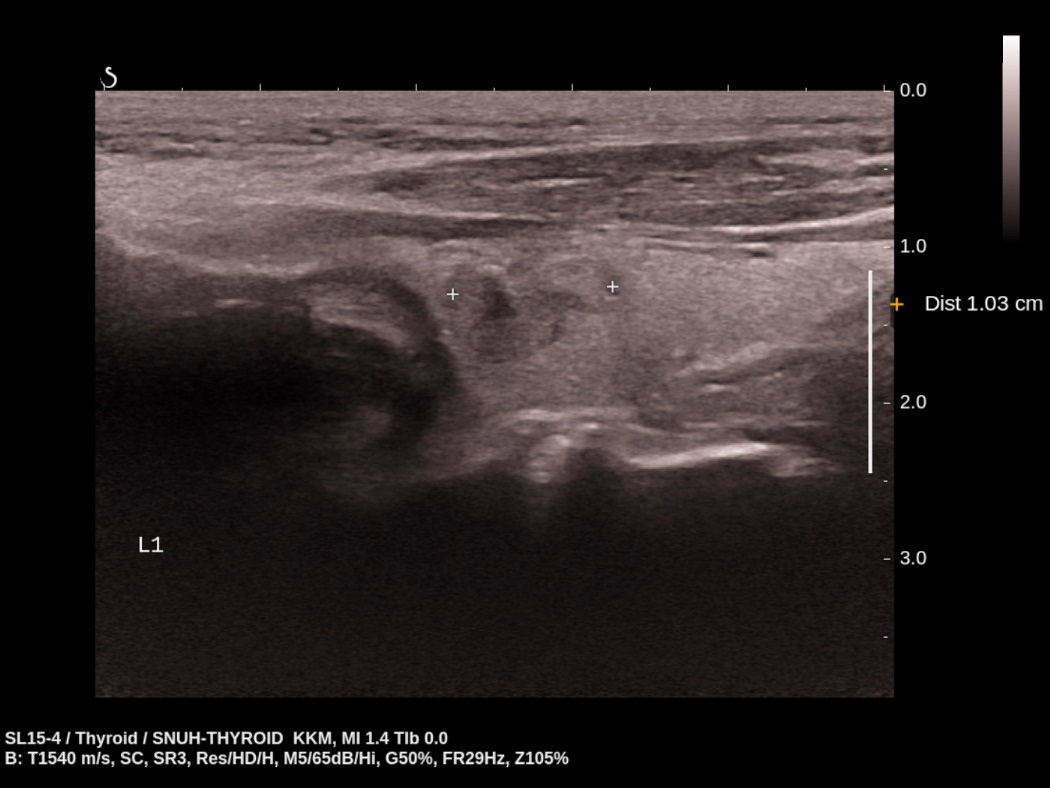 0.0
1.0
Dist 1.03 cm
2.0
L1
3.0
SL15-4 / Thyroid / SNUH-THYROID KKM, MI 1.4 TIb 0.0
B: T1540 m/s, SC, SR3, Res/HD/H, M5/65dB/Hi, G50%, FR29Hz, Z105%